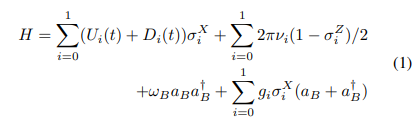 H = \sum_{i=0}^{1} (U_i(t) + D_i(t))\sigma_i^X + \sum_{i=0}^{1} 2\pi\nu_i(1 - \sigma_i^Z)/2
+\omega_B a_B a_B^\dagger + \sum_{i=0}^{1} g_i\sigma_i^X(a_B + a_B^\dagger) (1)